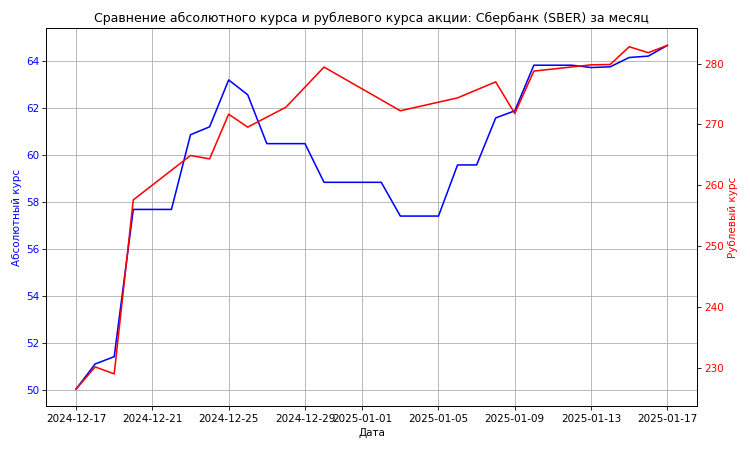 Сравнение абсолютного курса и рублевого курса акции: Сбербанк (SBER) за месяц
64
62
60
58
56
54
52
50
Абсолютный курс
280
270
260
250
240
230
Рублевый курс
2024-12-17 2024-12-21 2024-12-25 2024-12-29 2025-01-01 2025-01-05 2025-01-09 2025-01-13 2025-01-17
Дата